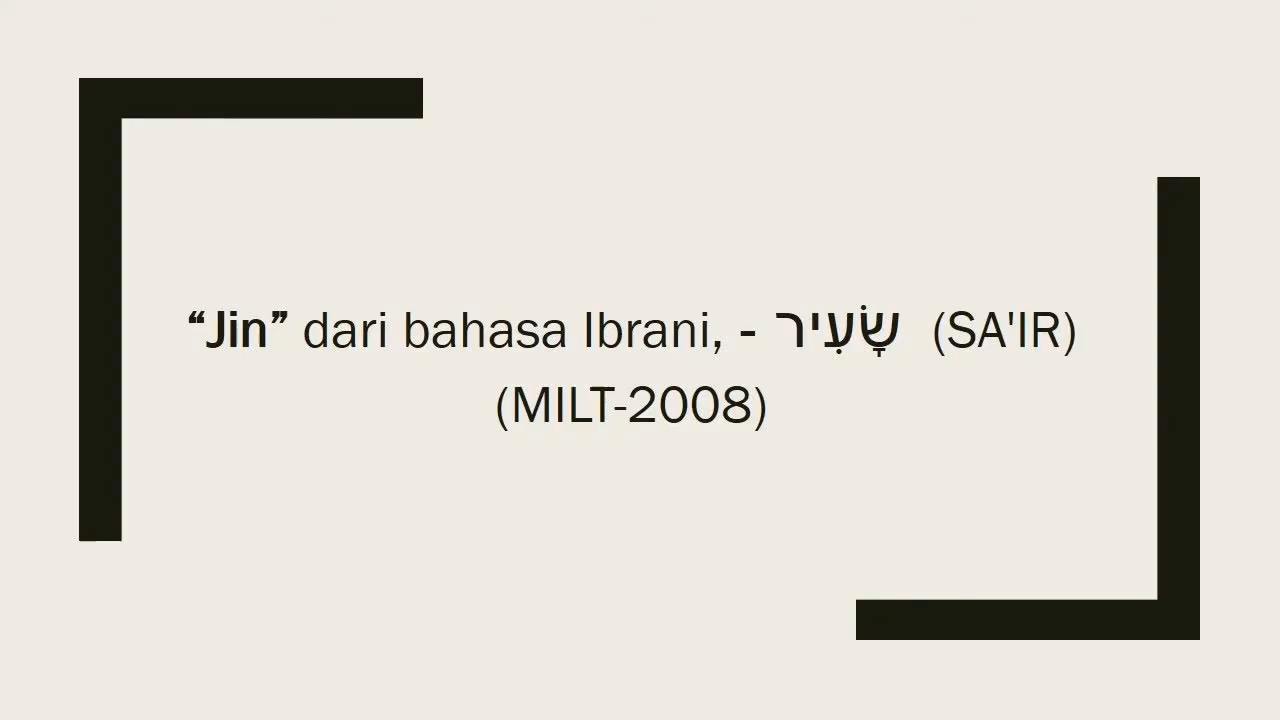 “Jin” dari bahasa Ibrani, - שָׂעִיר (SA'IR)
(MILT-2008)